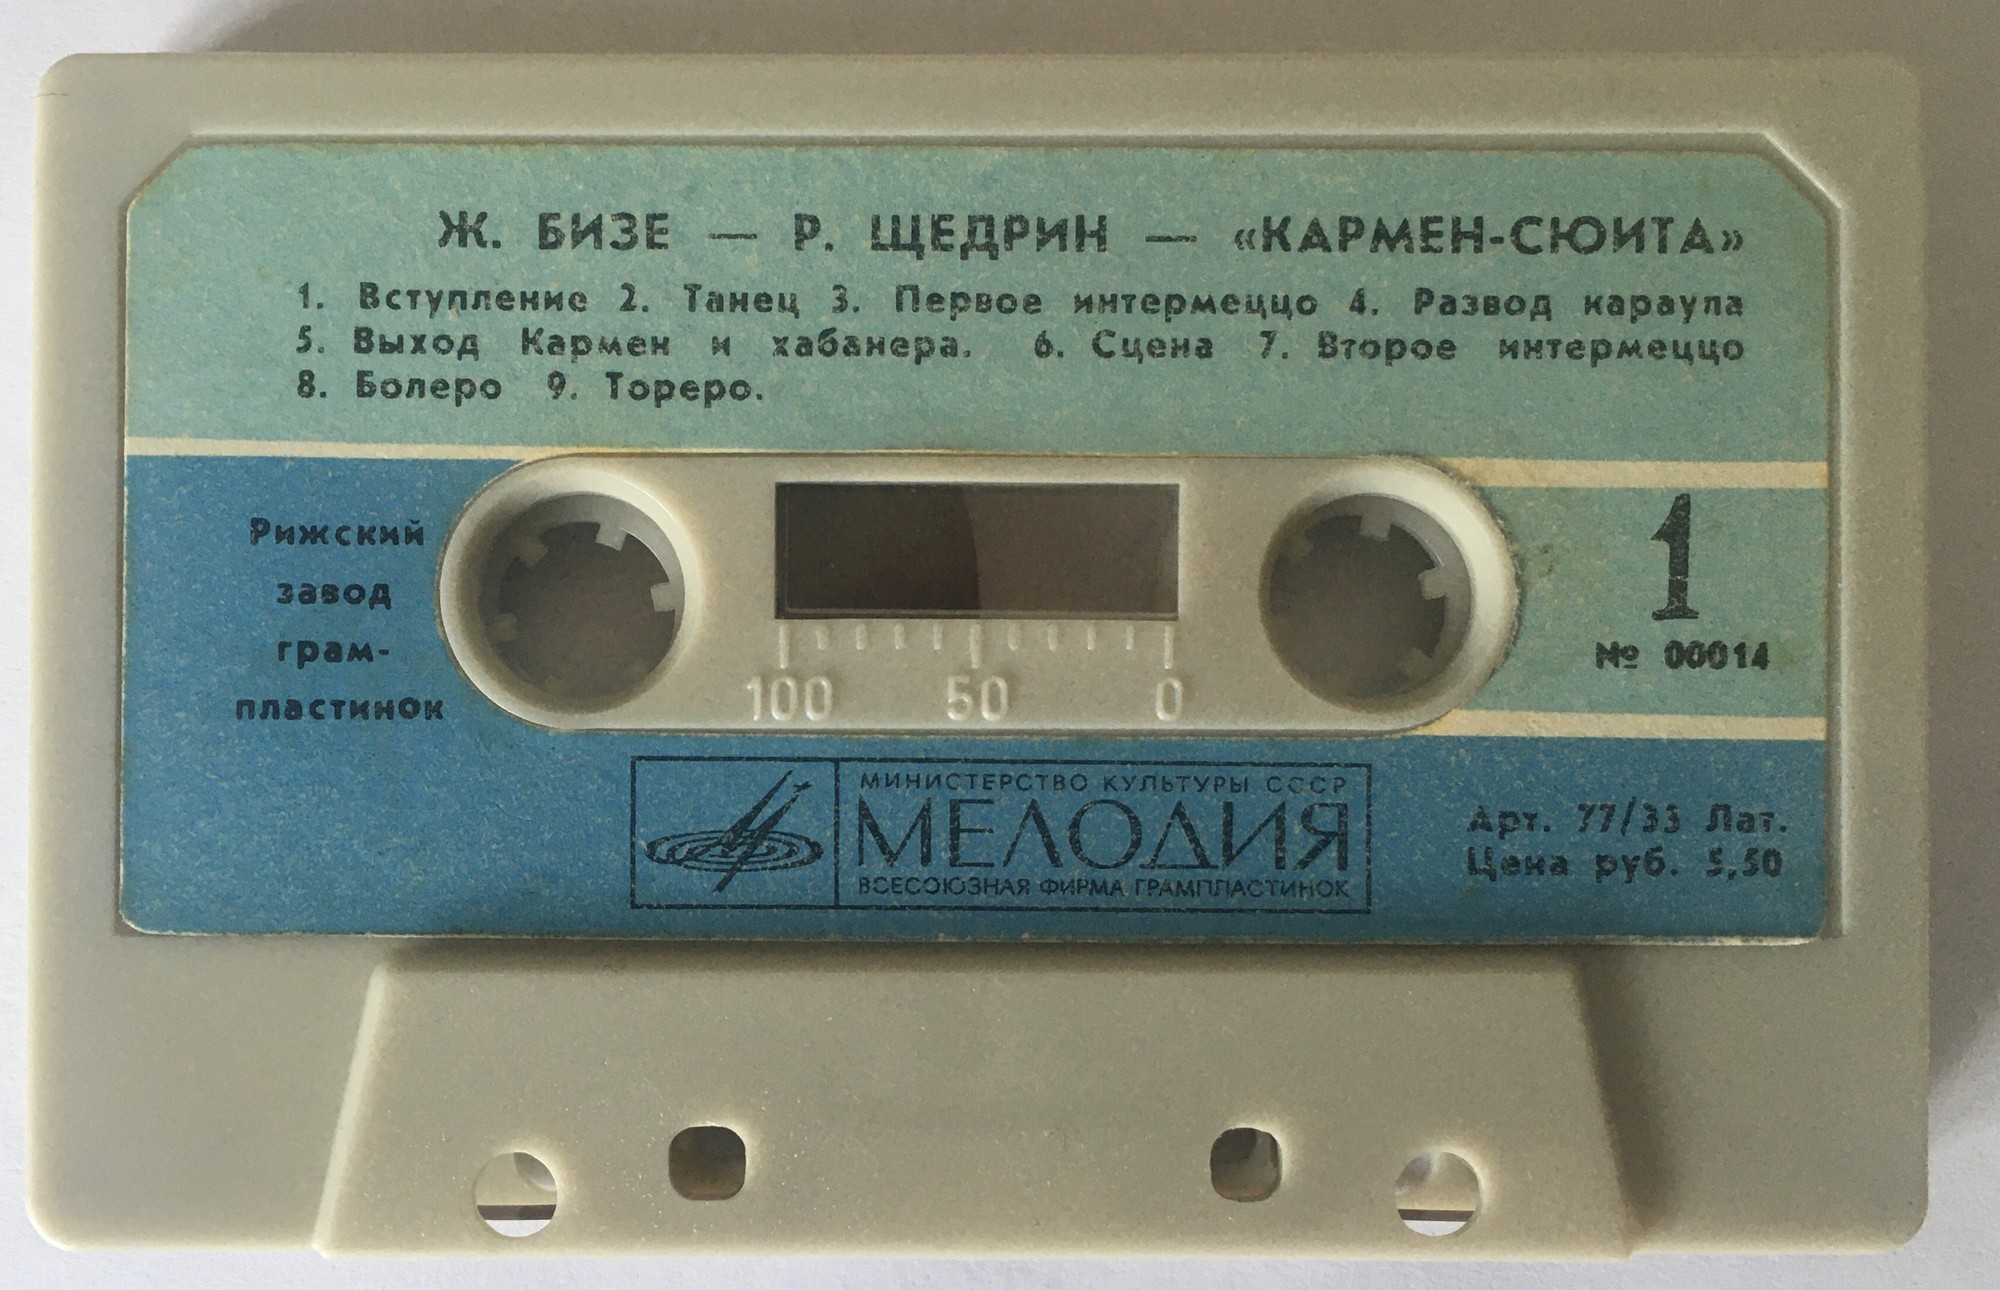 Ж. БИЗЕ — Р. ЩЕДРИН — «КАРМЕН-СЮИТА»
1. Вступление 2. Танец 3. Первое интермеццо 4. Развод караула
5. Выход Кармен и хабанера. 6. Сцена 7. Второе интермеццо
8. Болеро 9. Тореро.
Рижский
завод
грам-
пластинок
100 50 0
1
№ 00014
МИНИСТЕРСТВО КУЛЬТУРЫ СССР
МЕЛОДИЯ
ВСЕСОЮЗНАЯ ФИРМА ГРАМПЛАСТИНОК
Арт. 77/33 Лат.
Цена руб. 5,50